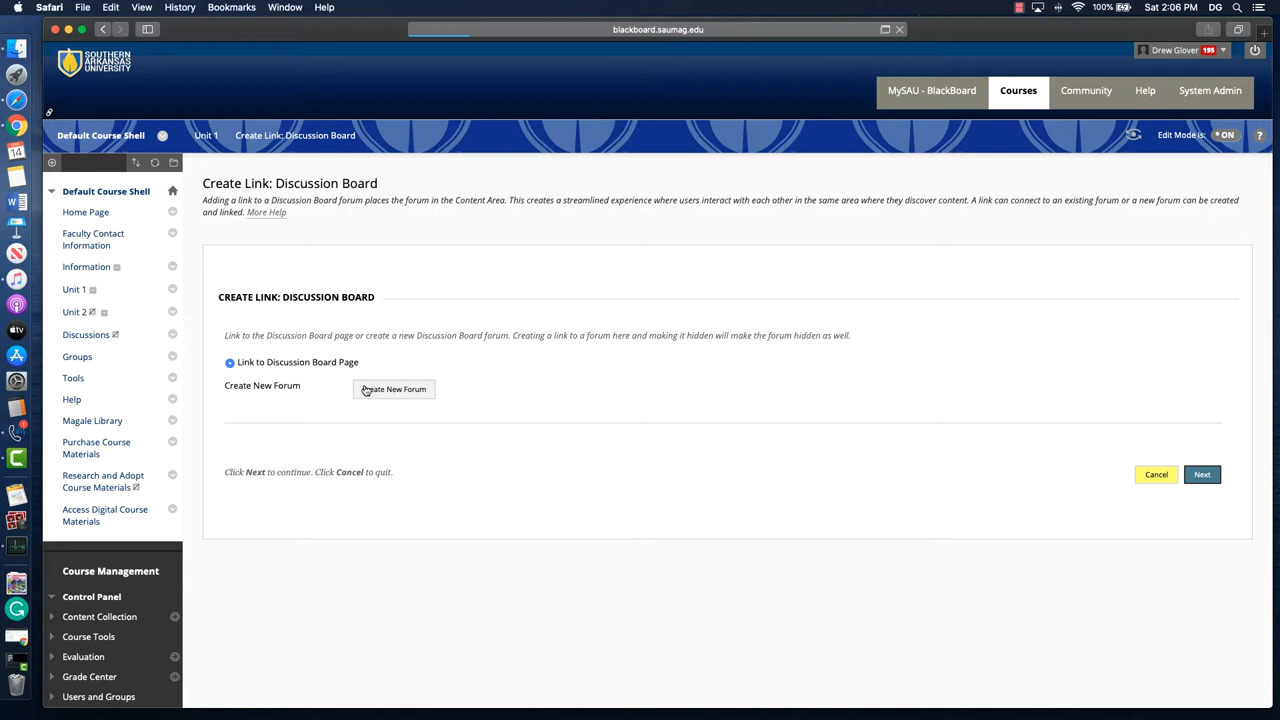 Safari File Edit View History Bookmarks Window Help 100% Sat 2:06 PM DG
blackboard.saumag.edu
SOUTHERN
ARKANSAS
UNIVERSITY
Drew Glover 195
MySAU - BlackBoard Courses Community Help System Admin
Default Course Shell Unit 1 Create Link: Discussion Board Edit Mode is: ON ?
Default Course Shell
Home Page
Faculty Contact
Information
Information
Unit 1
Unit 2
Discussions
Groups
Tools
Help
Magale Library
Purchase Course
Materials
Research and Adopt
Course Materials
Access Digital Course
Materials
Course Management
Control Panel
Content Collection
Course Tools
Evaluation
Grade Center
Users and Groups
Create Link: Discussion Board
Adding a link to a Discussion Board forum places the forum in the Content Area. This creates a streamlined experience where users interact with each other in the same area where they discover content. A link can connect to an existing forum or a new forum can be created
and linked. More Help
CREATE LINK: DISCUSSION BOARD
Link to the Discussion Board page or create a new Discussion Board forum. Creating a link to a forum here and making it hidden will make the forum hidden as well.
Link to Discussion Board Page
Create New Forum Create New Forum
Click Next to continue. Click Cancel to quit.
Cancel Next